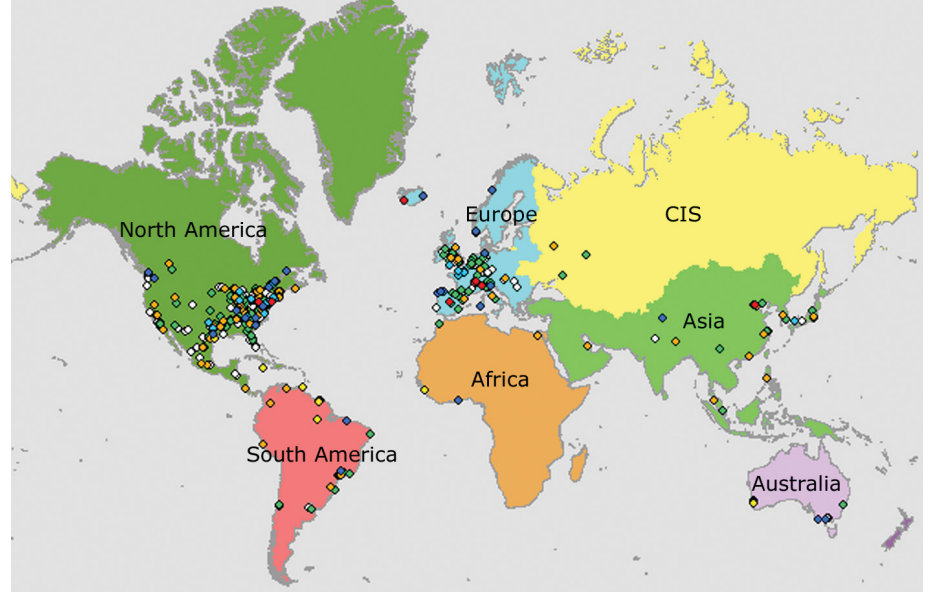 Europe
CIS
North America
Asia
Africa
South America
Australia